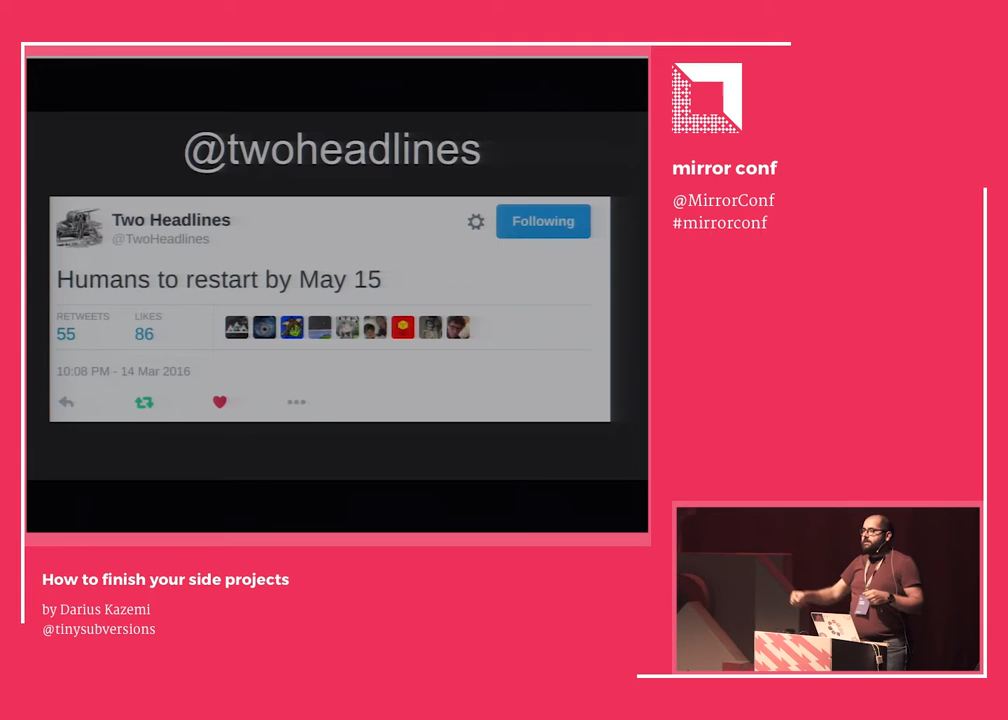 @twoheadlines
Two Headlines
@TwoHeadlines
Following
Humans to restart by May 15
RETWEETS LIKES
55 86
10:08 PM - 14 Mar 2016
mirror conf
@MirrorConf
#mirrorconf
How to finish your side projects
by Darius Kazemi
@tinysubversions